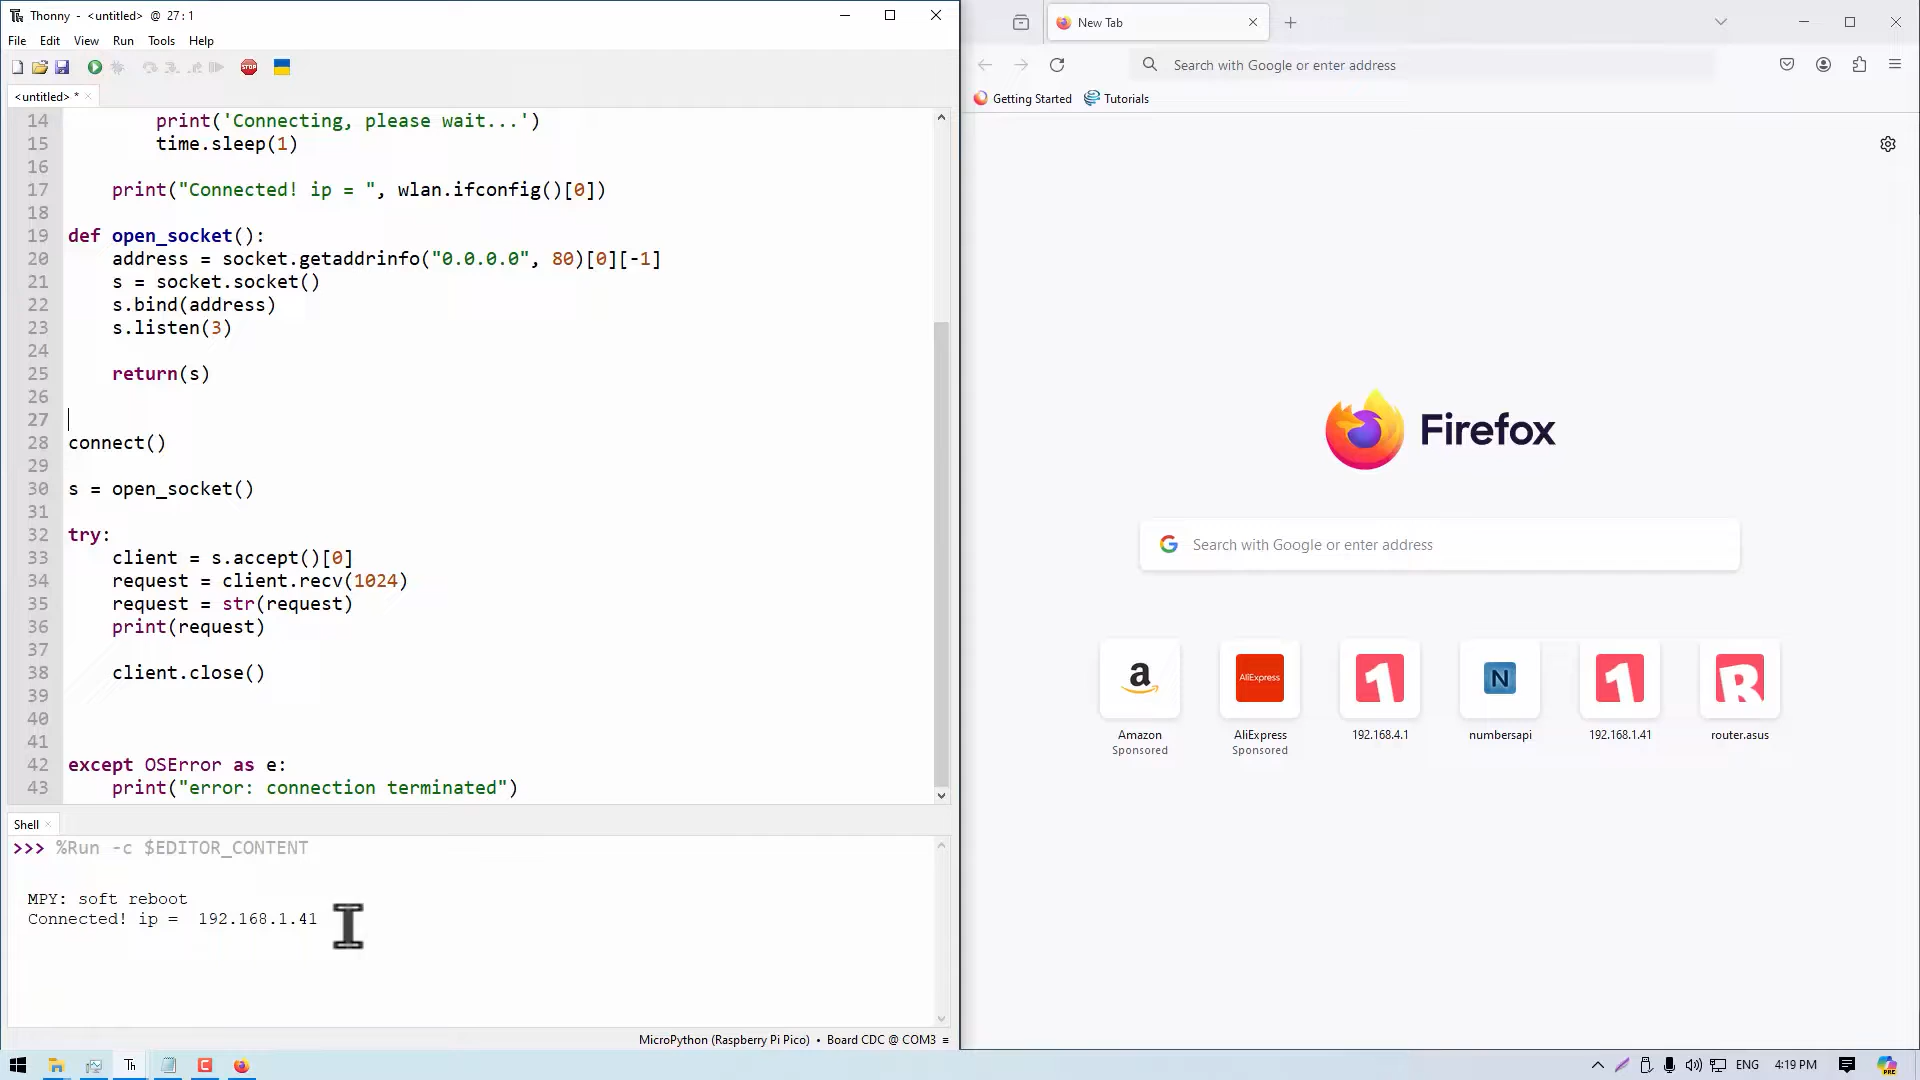 Thonny - <untitled> @ 27:1
File Edit View Run Tools Help
<untitled> *
14 print('Connecting, please wait...')
15 time.sleep(1)
16
17 print("Connected! ip = ", wlan.ifconfig()[0])
18
19 def open_socket():
20 address = socket.getaddrinfo("0.0.0.0", 80)[0][-1]
21 s = socket.socket()
22 s.bind(address)
23 s.listen(3)
24
25 return(s)
26
27
28 connect()
29
30 s = open_socket()
31
32 try:
33 client = s.accept()[0]
34 request = client.recv(1024)
35 request = str(request)
36 print(request)
37
38 client.close()
39
40
41
42 except OSError as e:
43 print("error: connection terminated")
Shell
>>> %Run -c $EDITOR_CONTENT
MPY: soft reboot
Connected! ip =  192.168.1.41
MicroPython (Raspberry Pi Pico) • Board CDC @ COM3 ≡
New Tab
Search with Google or enter address
Getting Started Tutorials
Firefox
Search with Google or enter address
Amazon
Sponsored
AliExpress
AliExpress
Sponsored
192.168.4.1
N
numbersapi
192.168.1.41
router.asus
ENG 4:19 PM
STOP
Th
a
1
1
R
PRE